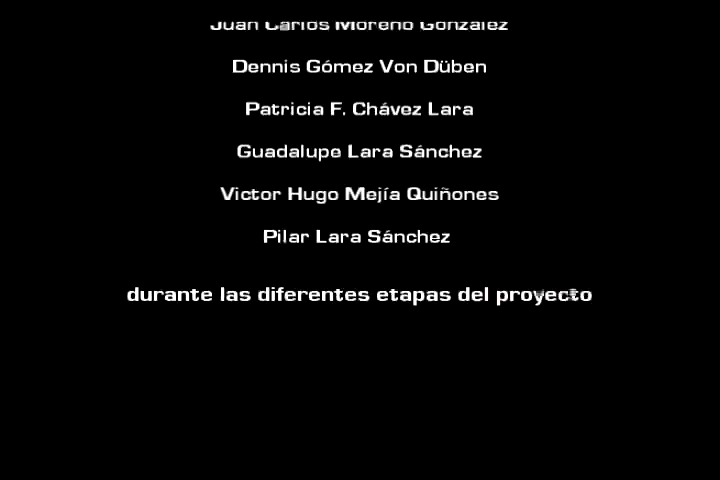 Juan Carlos Moreno González
Dennis Gómez Von Düben
Patricia F. Chávez Lara
Guadalupe Lara Sánchez
Victor Hugo Mejía Quiñones
Pilar Lara Sánchez
durante las diferentes etapas del proyecto